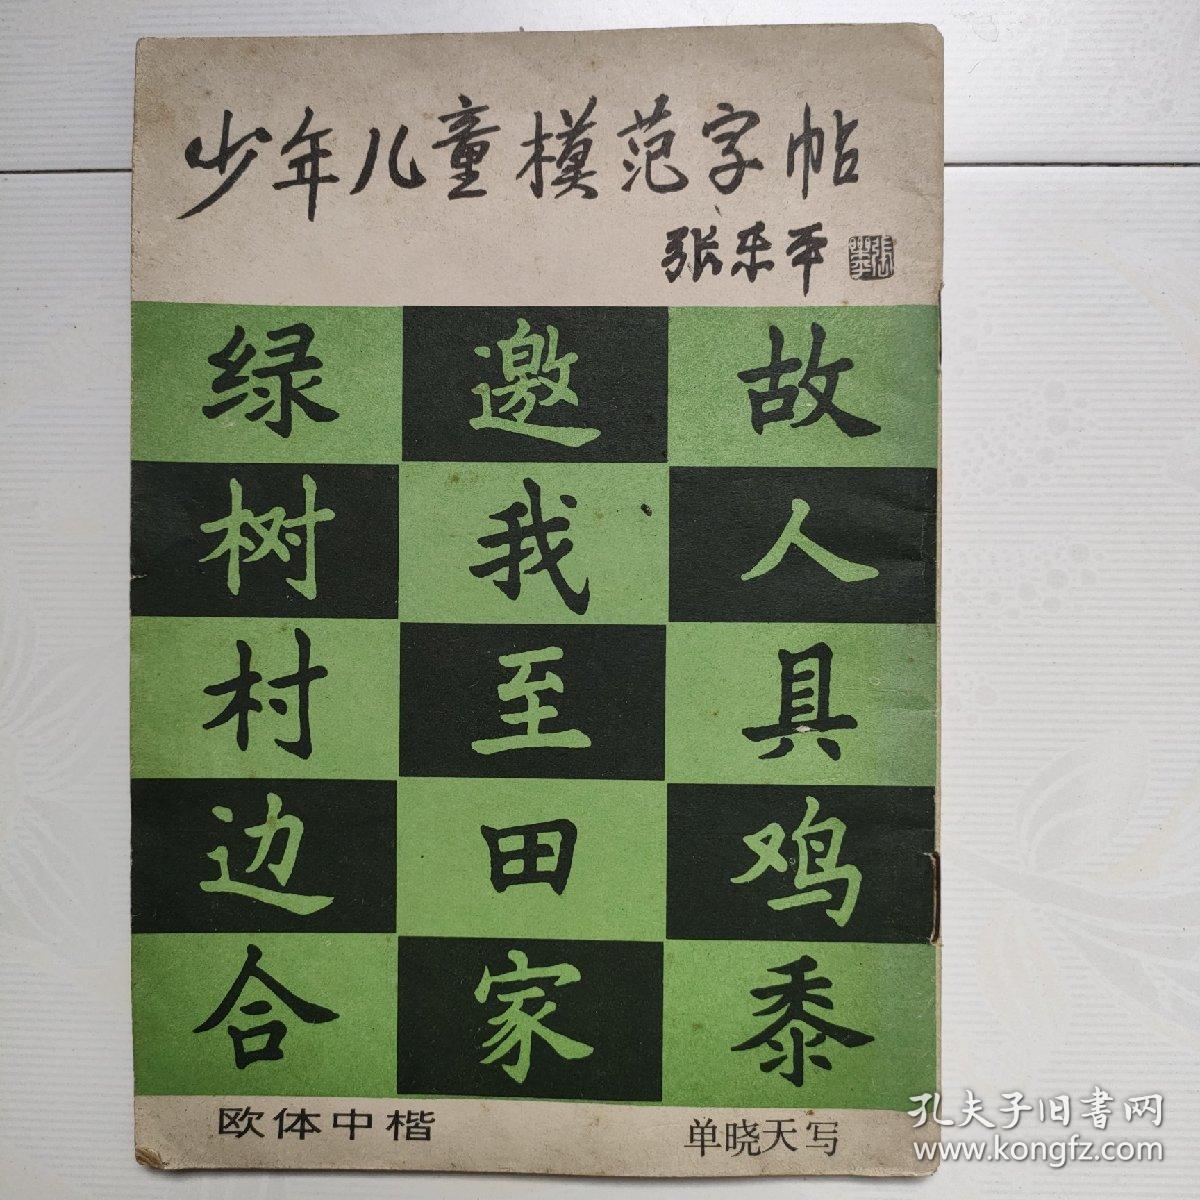 少年儿童模范字帖
张乐平
故人具鸡黍
邀我至田家
绿树村边合
欧体中楷
单晓天写
孔夫子旧书网
www.kongfz.com